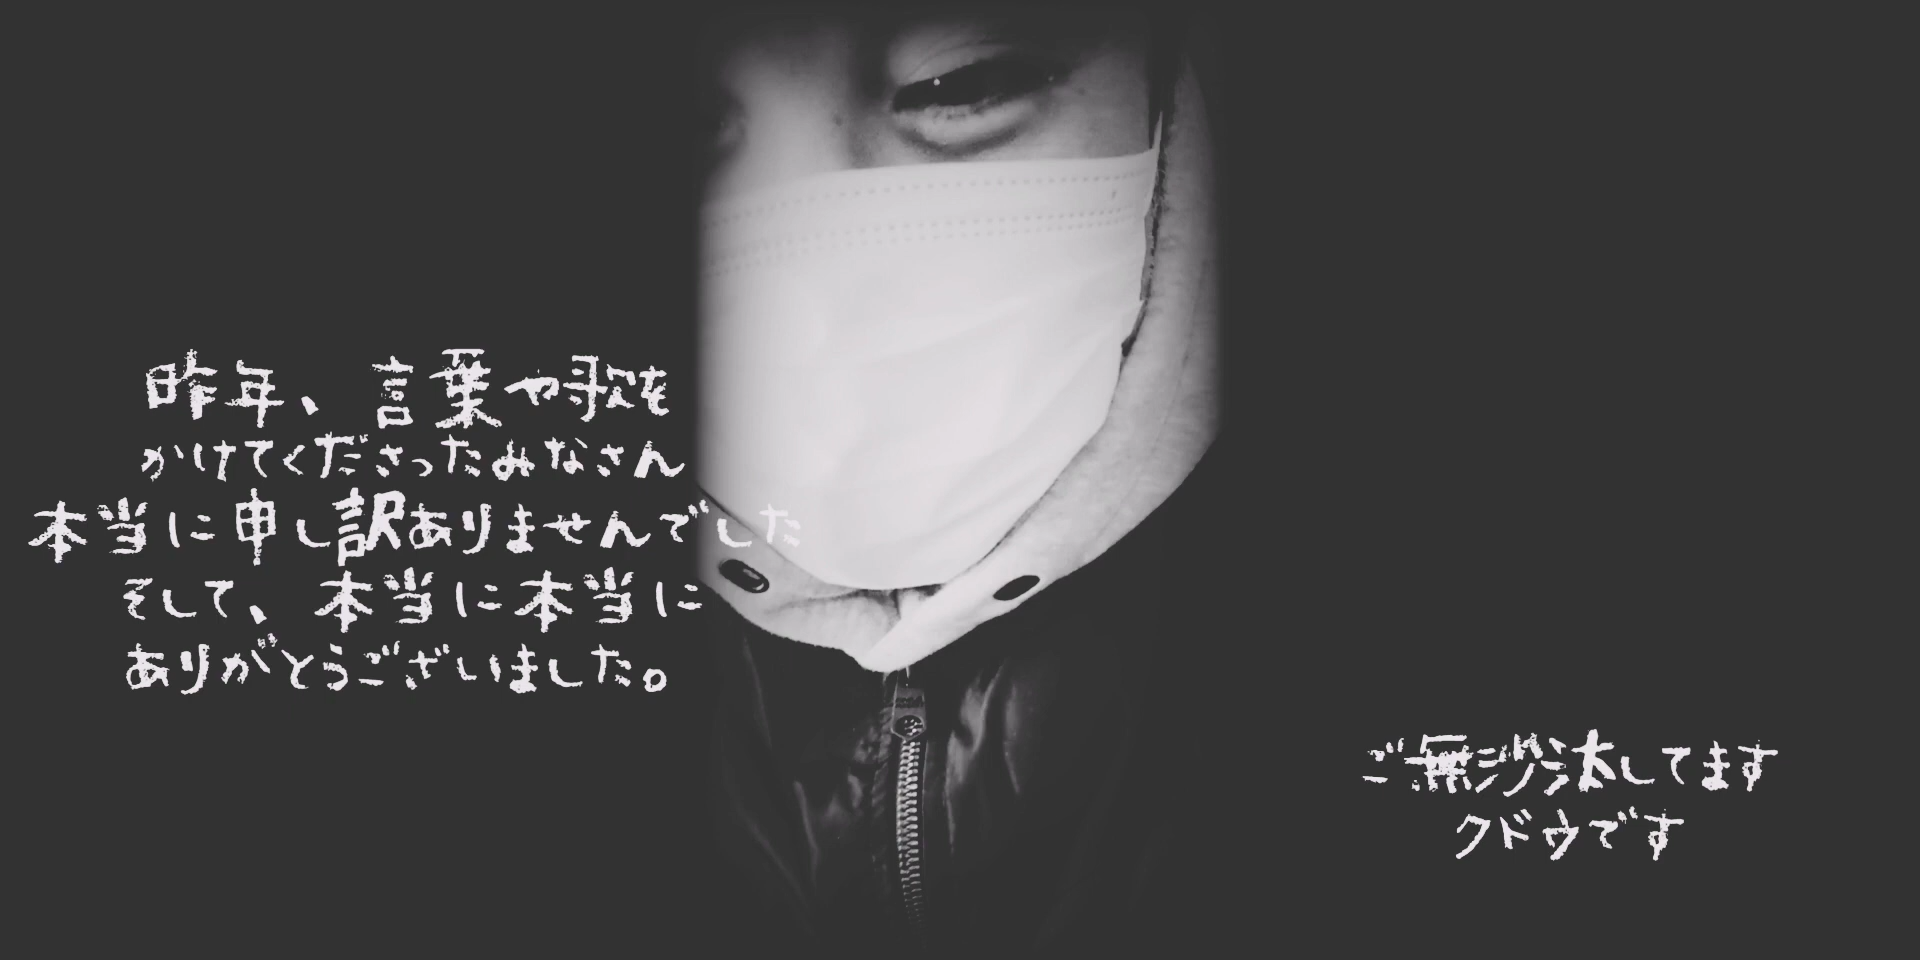 昨年、言葉や歌を
かけてくださったみなさん
本当に申し訳ありませんでした
そして、本当に本当に
ありがとうございました。
ご無沙汰してます
クドウです